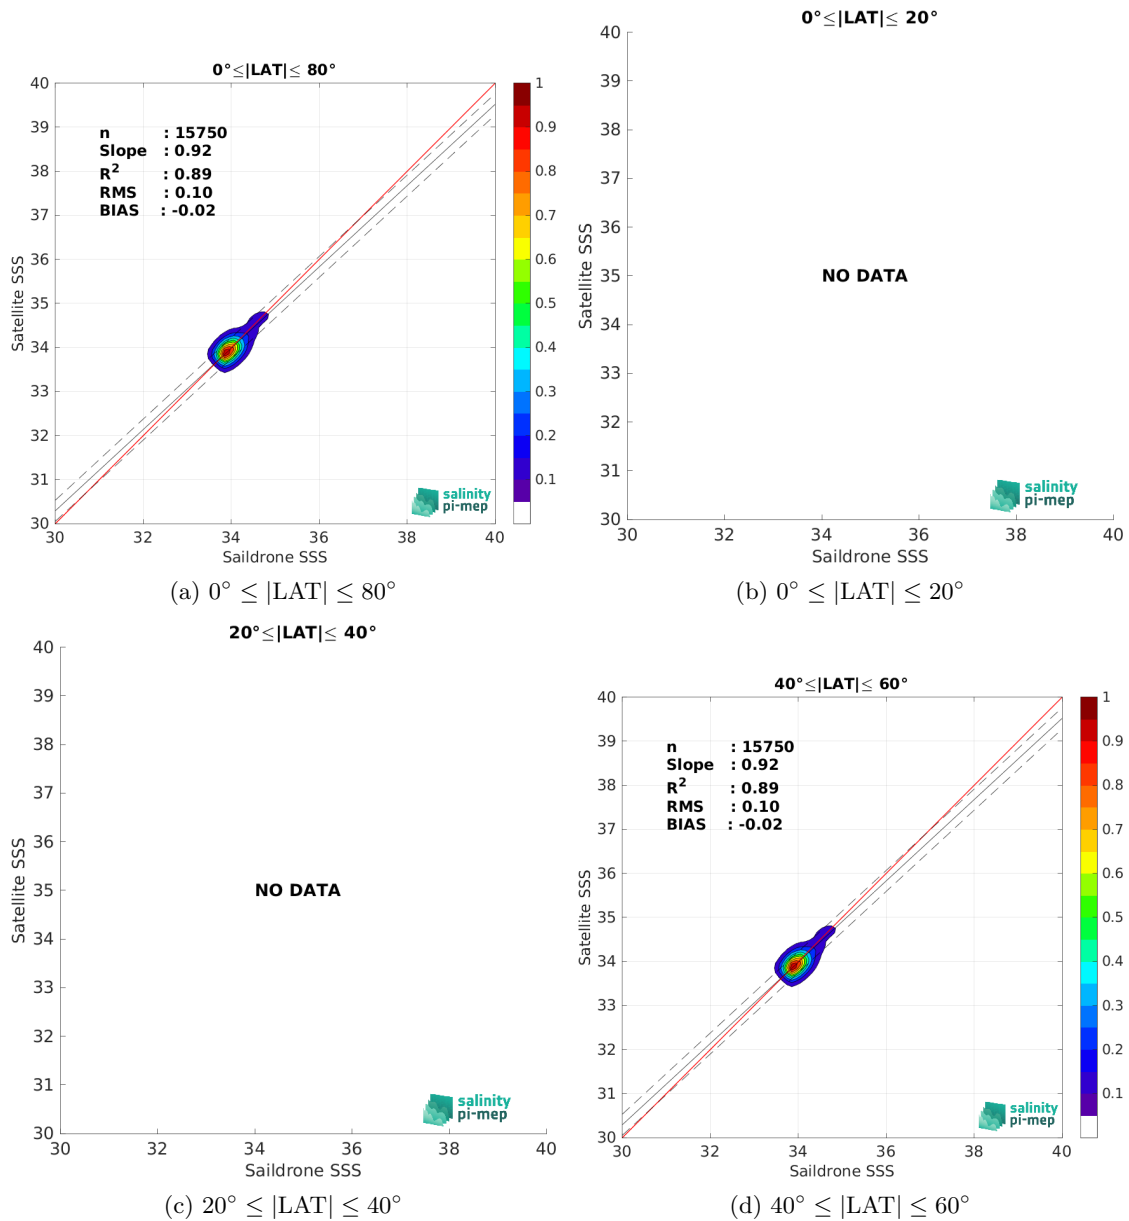 0°≤|LAT|≤ 80°
40
39
38
37
36
35
34
33
32
31
30
Satellite SSS
n : 15750
Slope : 0.92
R² : 0.89
RMS : 0.10
BIAS : -0.02
salinity
pi-mep
30 32 34 36 38 40
Saildrone SSS
1
0.9
0.8
0.7
0.6
0.5
0.4
0.3
0.2
0.1
(a) 0° ≤ |LAT| ≤ 80°
0°≤|LAT|≤ 20°
40
39
38
37
36
35
34
33
32
31
30
Satellite SSS
NO DATA
salinity
pi-mep
30 32 34 36 38 40
Saildrone SSS
(b) 0° ≤ |LAT| ≤ 20°
20°≤|LAT|≤ 40°
40
39
38
37
36
35
34
33
32
31
30
Satellite SSS
NO DATA
salinity
pi-mep
30 32 34 36 38 40
Saildrone SSS
(c) 20° ≤ |LAT| ≤ 40°
40°≤|LAT|≤ 60°
40
39
38
37
36
35
34
33
32
31
30
Satellite SSS
n : 15750
Slope : 0.92
R² : 0.89
RMS : 0.10
BIAS : -0.02
salinity
pi-mep
30 32 34 36 38 40
Saildrone SSS
1
0.9
0.8
0.7
0.6
0.5
0.4
0.3
0.2
0.1
(d) 40° ≤ |LAT| ≤ 60°